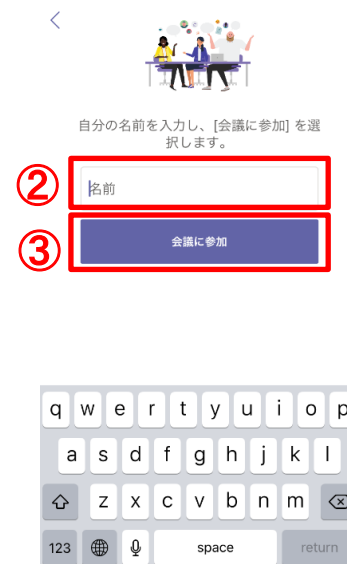 自分の名前を入力し、[会議に参加] を選
択します。
②
名前
③
会議に参加
q w e r t y u i o p
a s d f g h j k l
z x c v b n m
123 space return